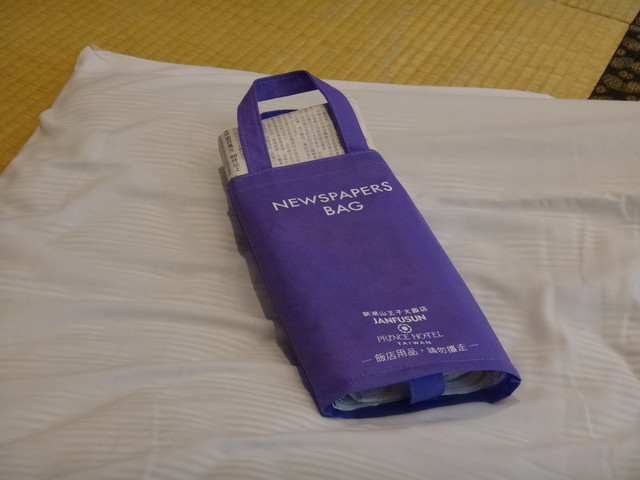 NEWSPAPERS
BAG
劍湖山王子大飯店
JANFUSUN
PRINCE HOTEL
TAIWAN
飯店用品・請勿攜走